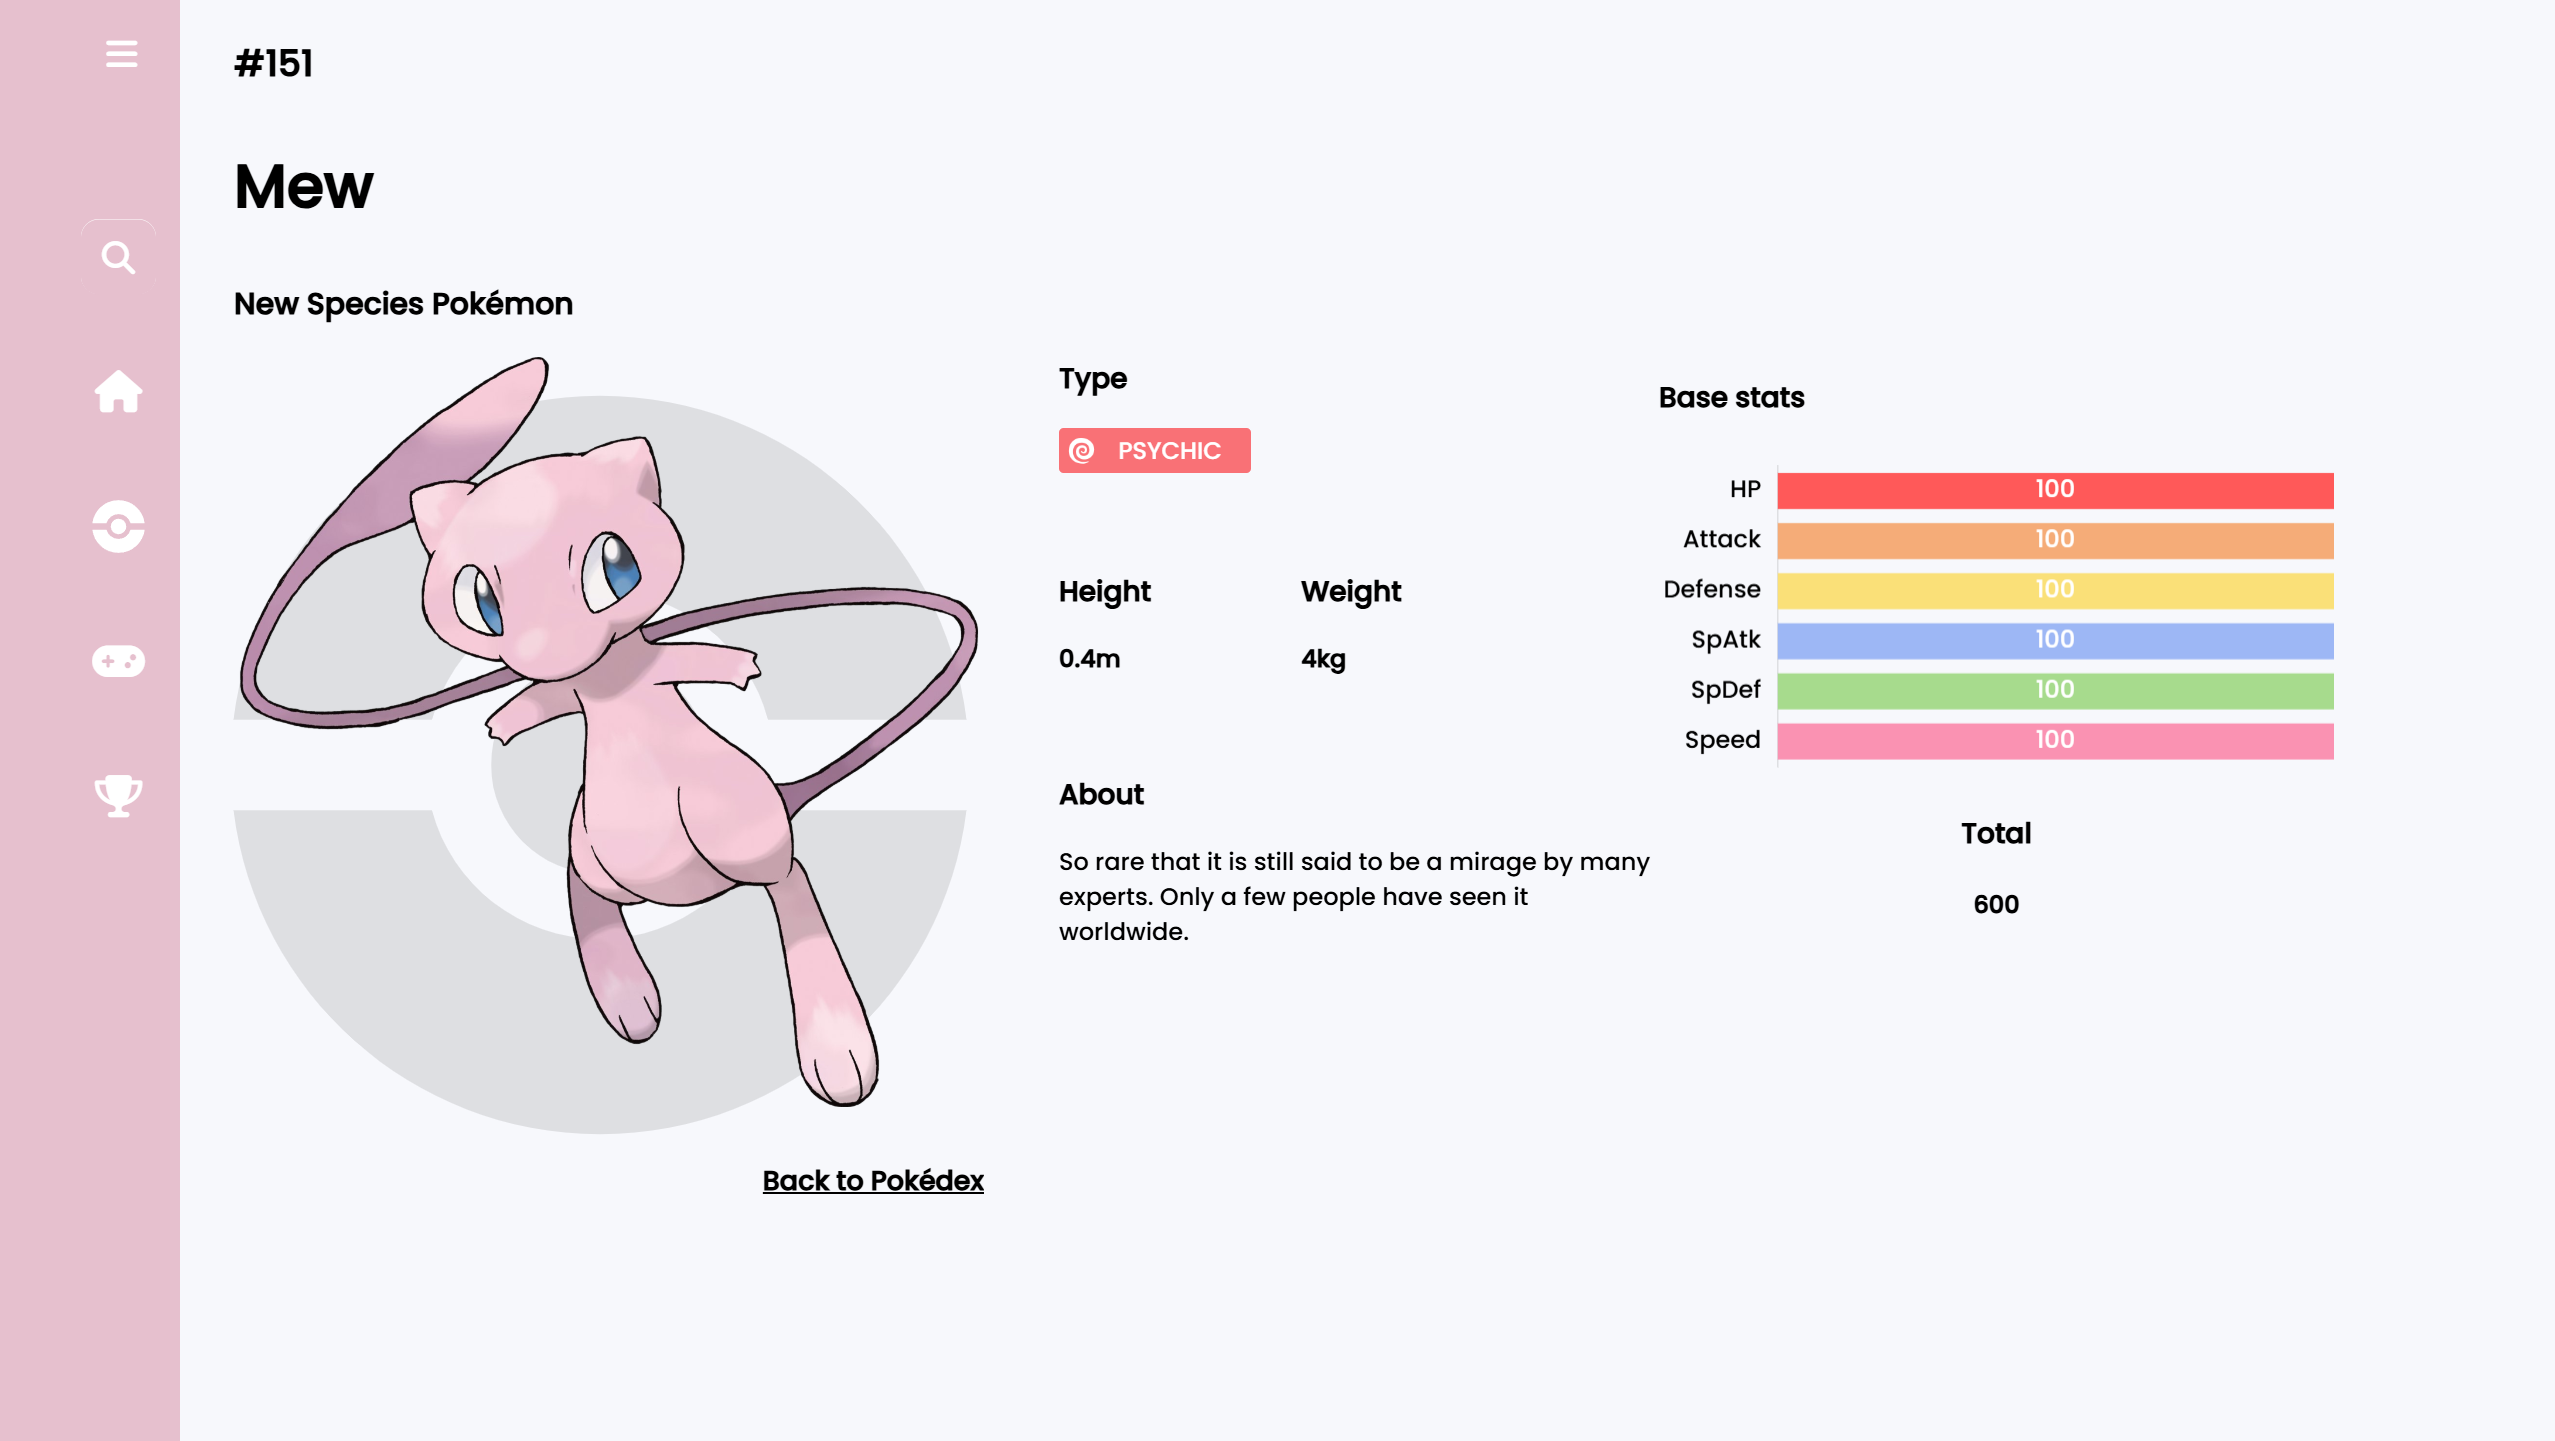 #151
Mew
New Species Pokémon
Type
PSYCHIC
Height
Weight
0.4m
4kg
About
So rare that it is still said to be a mirage by many
experts. Only a few people have seen it
worldwide.
Base stats
HP 100
Attack 100
Defense 100
SpAtk 100
SpDef 100
Speed 100
Total
600
Back to Pokédex